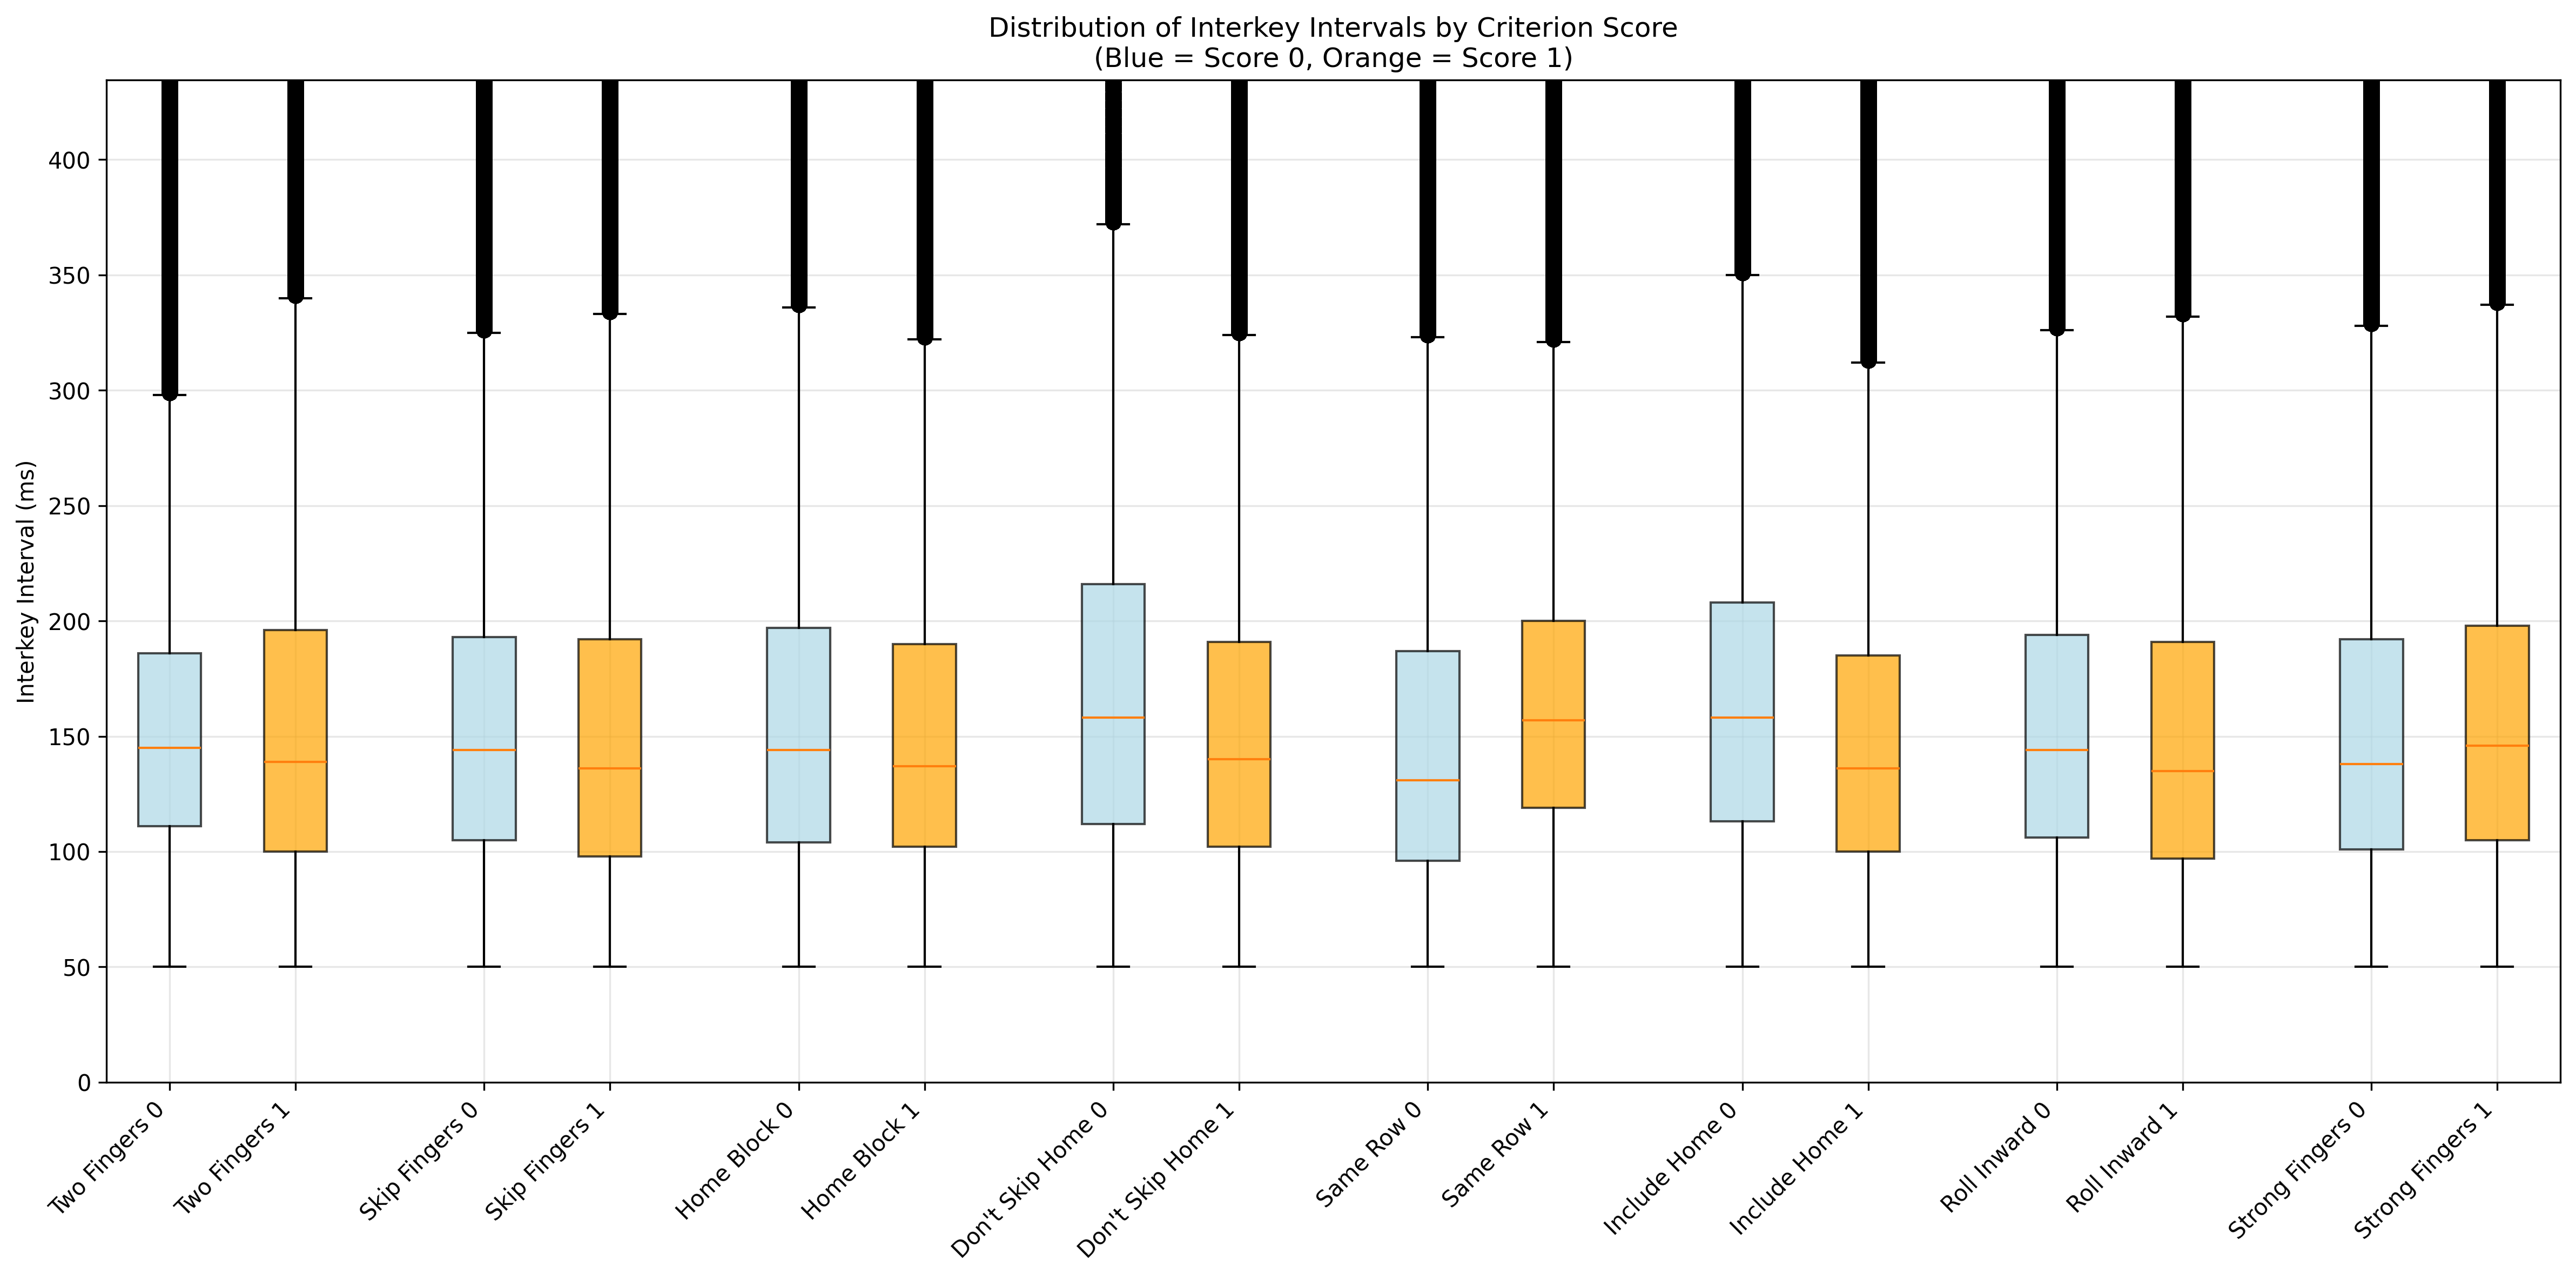 Distribution of Interkey Intervals by Criterion Score
(Blue = Score 0, Orange = Score 1)
Interkey Interval (ms)
400
350
300
250
200
150
100
50
0
Two Fingers 0
Two Fingers 1
Skip Fingers 0
Skip Fingers 1
Home Block 0
Home Block 1
Don't Skip Home 0
Don't Skip Home 1
Same Row 0
Same Row 1
Include Home 0
Include Home 1
Roll Inward 0
Roll Inward 1
Strong Fingers 0
Strong Fingers 1